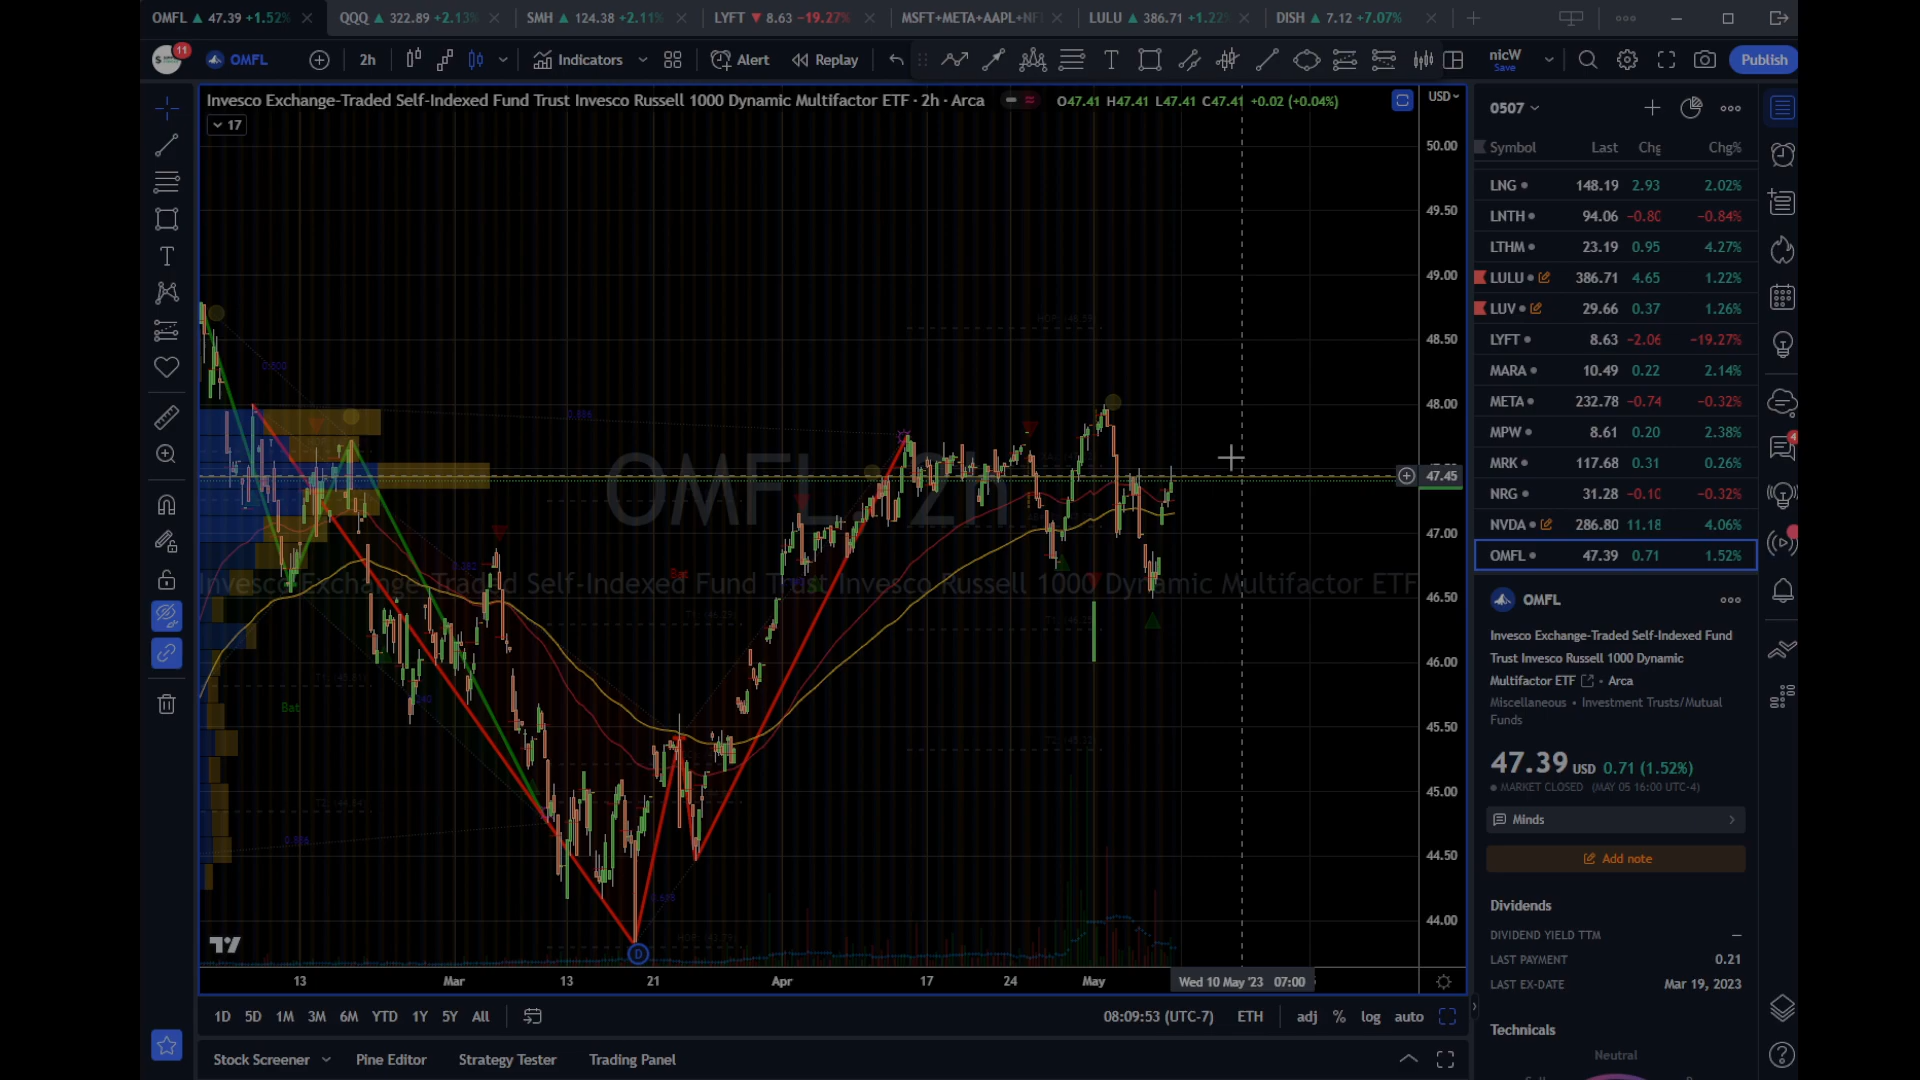 OMFL ▲ 47.39 +1.52%
QQQ ▲ 322.89 +2.13%
SMH ▲ 124.38 +2.11%
LYFT ▼ 8.63 −19.27%
MSFT+META+AAPL+NF
LULU ▲ 386.71 +1.22%
DISH ▲ 7.12 +7.07%
11
OMFL
2h
Indicators
Alert
Replay
nicW
Save
Publish
Invesco Exchange-Traded Self-Indexed Fund Trust Invesco Russell 1000 Dynamic Multifactor ETF · 2h · Arca
O47.41 H47.41 L47.41 C47.41 +0.02 (+0.04%)
USD
17
50.00
49.50
49.00
48.50
48.00
47.45
47.00
46.50
46.00
45.50
45.00
44.50
44.00
OMFL, 2h
Invesco Exchange-Traded Self-Indexed Fund Trust Invesco Russell 1000 Dynamic Multifactor ETF
Bat
Bat
D
13
Mar
13
21
Apr
17
24
May
Wed 10 May '23 07:00
1D 5D 1M 3M 6M YTD 1Y 5Y All
08:09:53 (UTC-7)
ETH
adj % log auto
Stock Screener
Pine Editor
Strategy Tester
Trading Panel
0507
Symbol Last Chg Chg%
LNG 148.19 2.93 2.02%
LNTH 94.06 −0.80 −0.84%
LTHM 23.19 0.95 4.27%
LULU 386.71 4.65 1.22%
LUV 29.66 0.37 1.26%
LYFT 8.63 −2.06 −19.27%
MARA 10.49 0.22 2.14%
META 232.78 −0.74 −0.32%
MPW 8.61 0.20 2.38%
MRK 117.68 0.31 0.26%
NRG 31.28 −0.10 −0.32%
NVDA 286.80 11.18 4.06%
OMFL 47.39 0.71 1.52%
OMFL
Invesco Exchange-Traded Self-Indexed Fund
Trust Invesco Russell 1000 Dynamic
Multifactor ETF • Arca
Miscellaneous • Investment Trusts/Mutual
Funds
47.39 USD 0.71 (1.52%)
MARKET CLOSED (MAY 05 16:00 UTC-4)
Minds
Add note
Dividends
DIVIDEND YIELD TTM —
LAST PAYMENT 0.21
LAST EX-DATE Mar 19, 2023
Technicals
Neutral
4